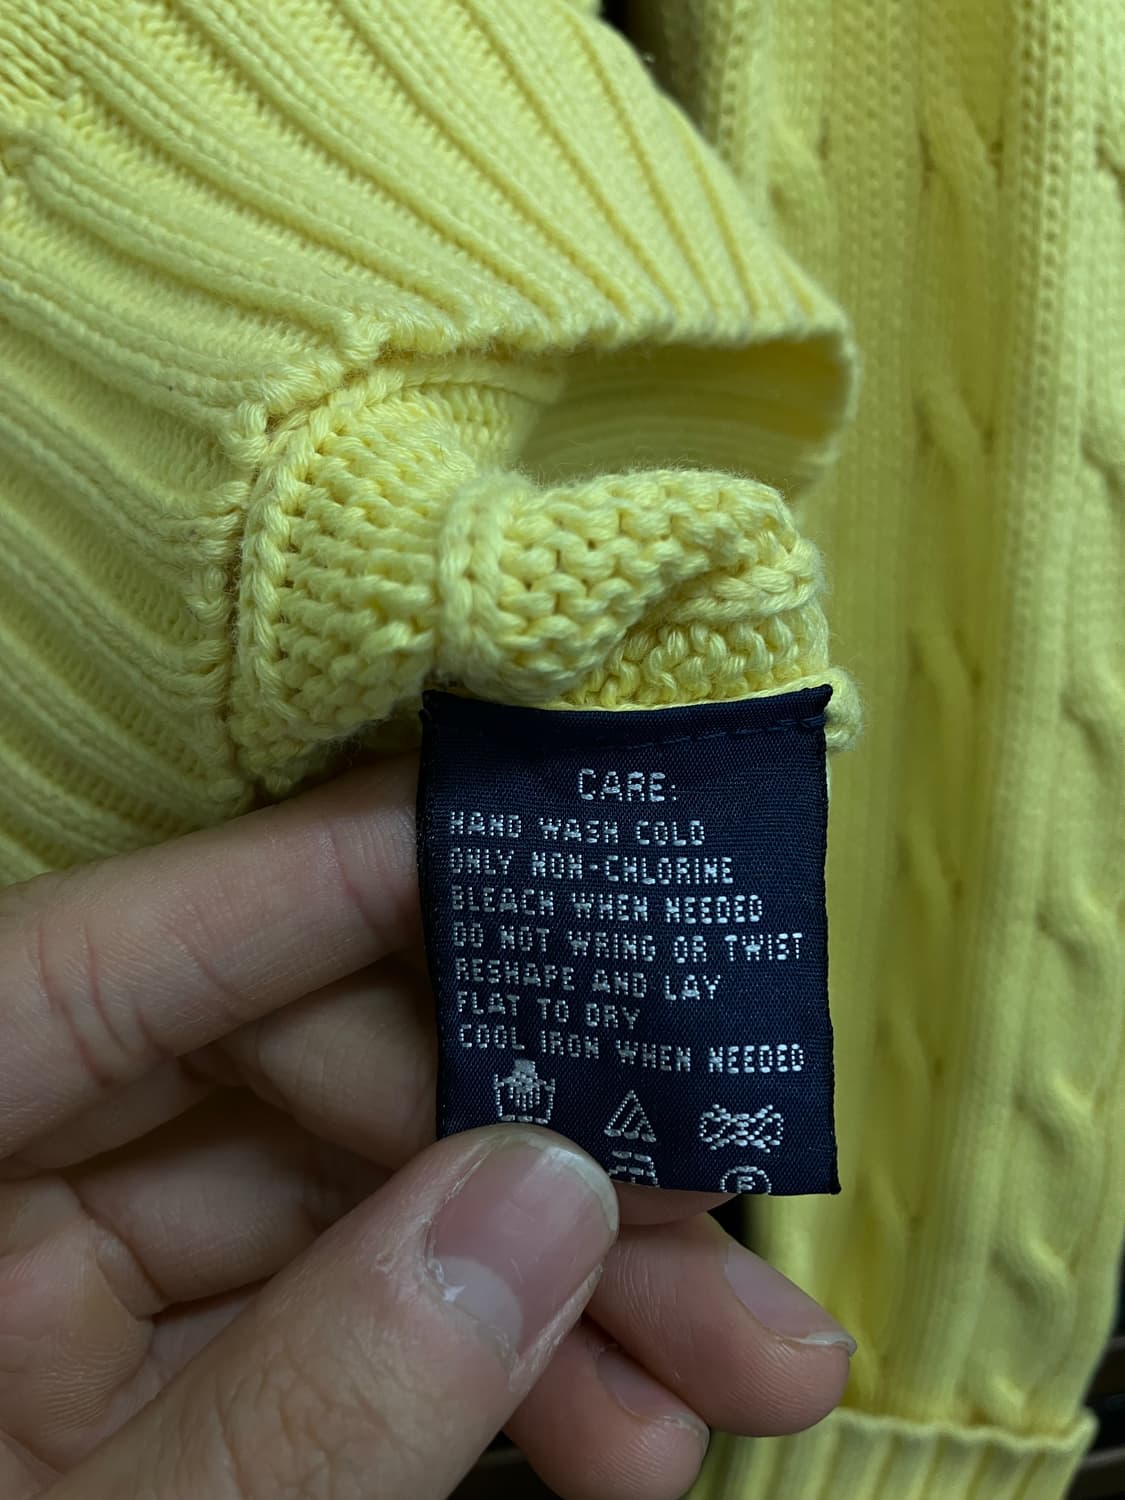 CARE:
HAND WASH COLD
ONLY NON-CHLORINE
BLEACH WHEN NEEDED
DO NOT WRING OR TWIST
RESHAPE AND LAY
FLAT TO DRY
COOL IRON WHEN NEEDED
F